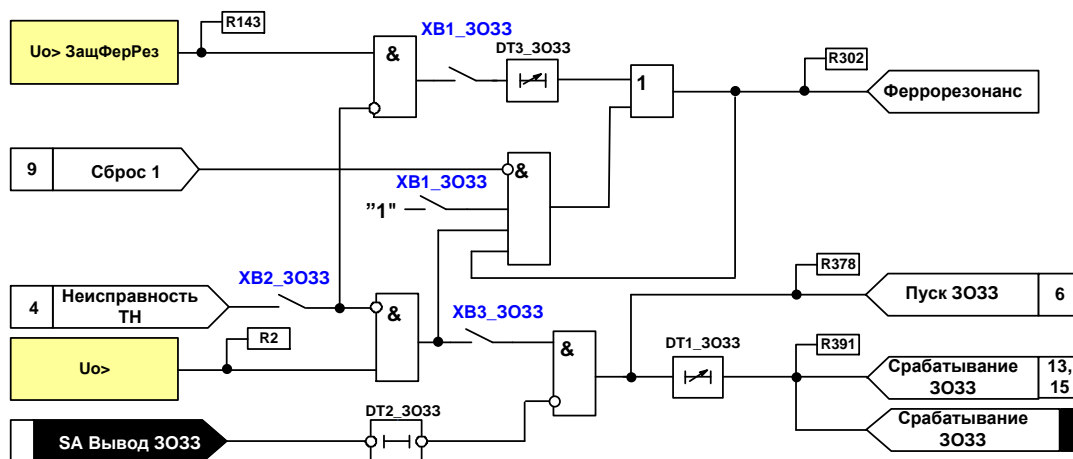 R143
Uo> ЗащФерРез
&
XB1_ЗОЗЗ
DT3_ЗОЗЗ
1
R302
Феррорезонанс
9 Сброс 1
&
XB1_ЗОЗЗ
”1"
R378
Пуск ЗОЗЗ 6
4 Неисправность
ТН
XB2_ЗОЗЗ
&
XB3_ЗОЗЗ
&
R2
Uo>
DT1_ЗОЗЗ
R391
Срабатывание
ЗОЗЗ
13,
15
SA Вывод ЗОЗЗ
DT2_ЗОЗЗ
Срабатывание
ЗОЗЗ